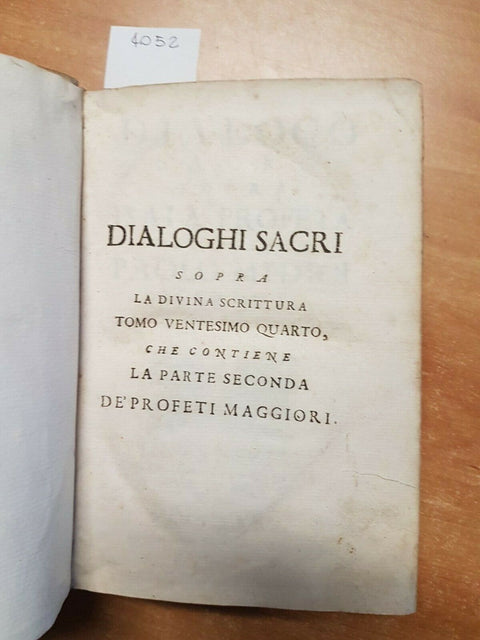 4052
DIALOGHI SACRI
SOPRA
LA DIVINA SCRITTURA
TOMO VENTESIMO QUARTO,
CHE CONTIENE
LA PARTE SECONDA
DE' PROFETI MAGGIORI.